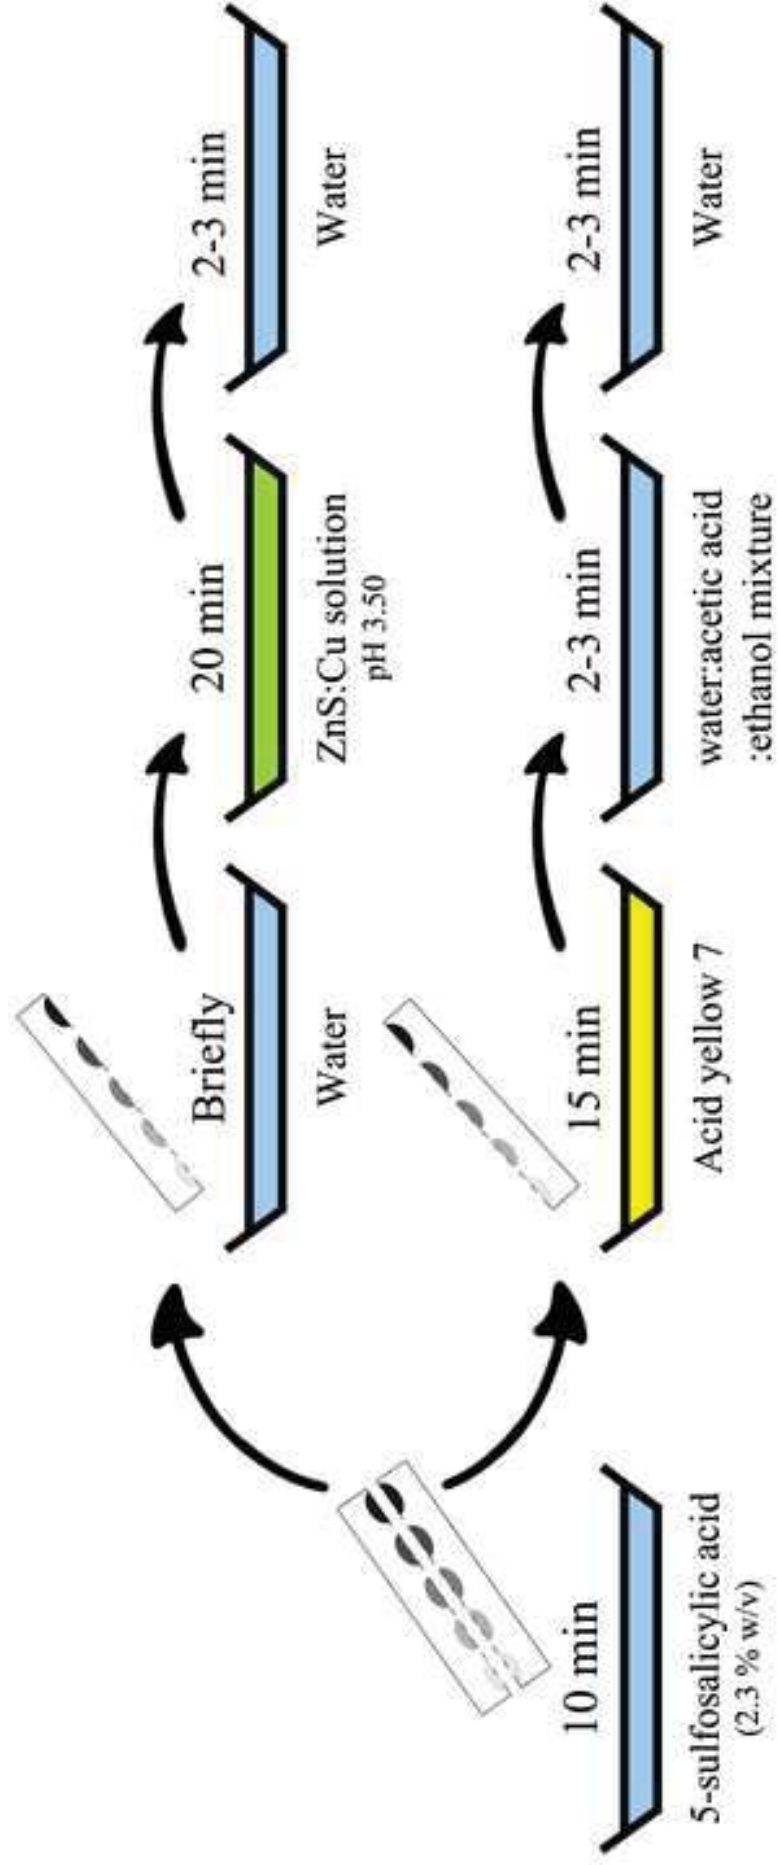 Briefly
Water
20 min
ZnS:Cu solution
pH 3.50
2-3 min
Water
10 min
5-sulfosalicylic acid
(2.3 % w/v)
15 min
Acid yellow 7
2-3 min
water:acetic acid
:ethanol mixture
2-3 min
Water